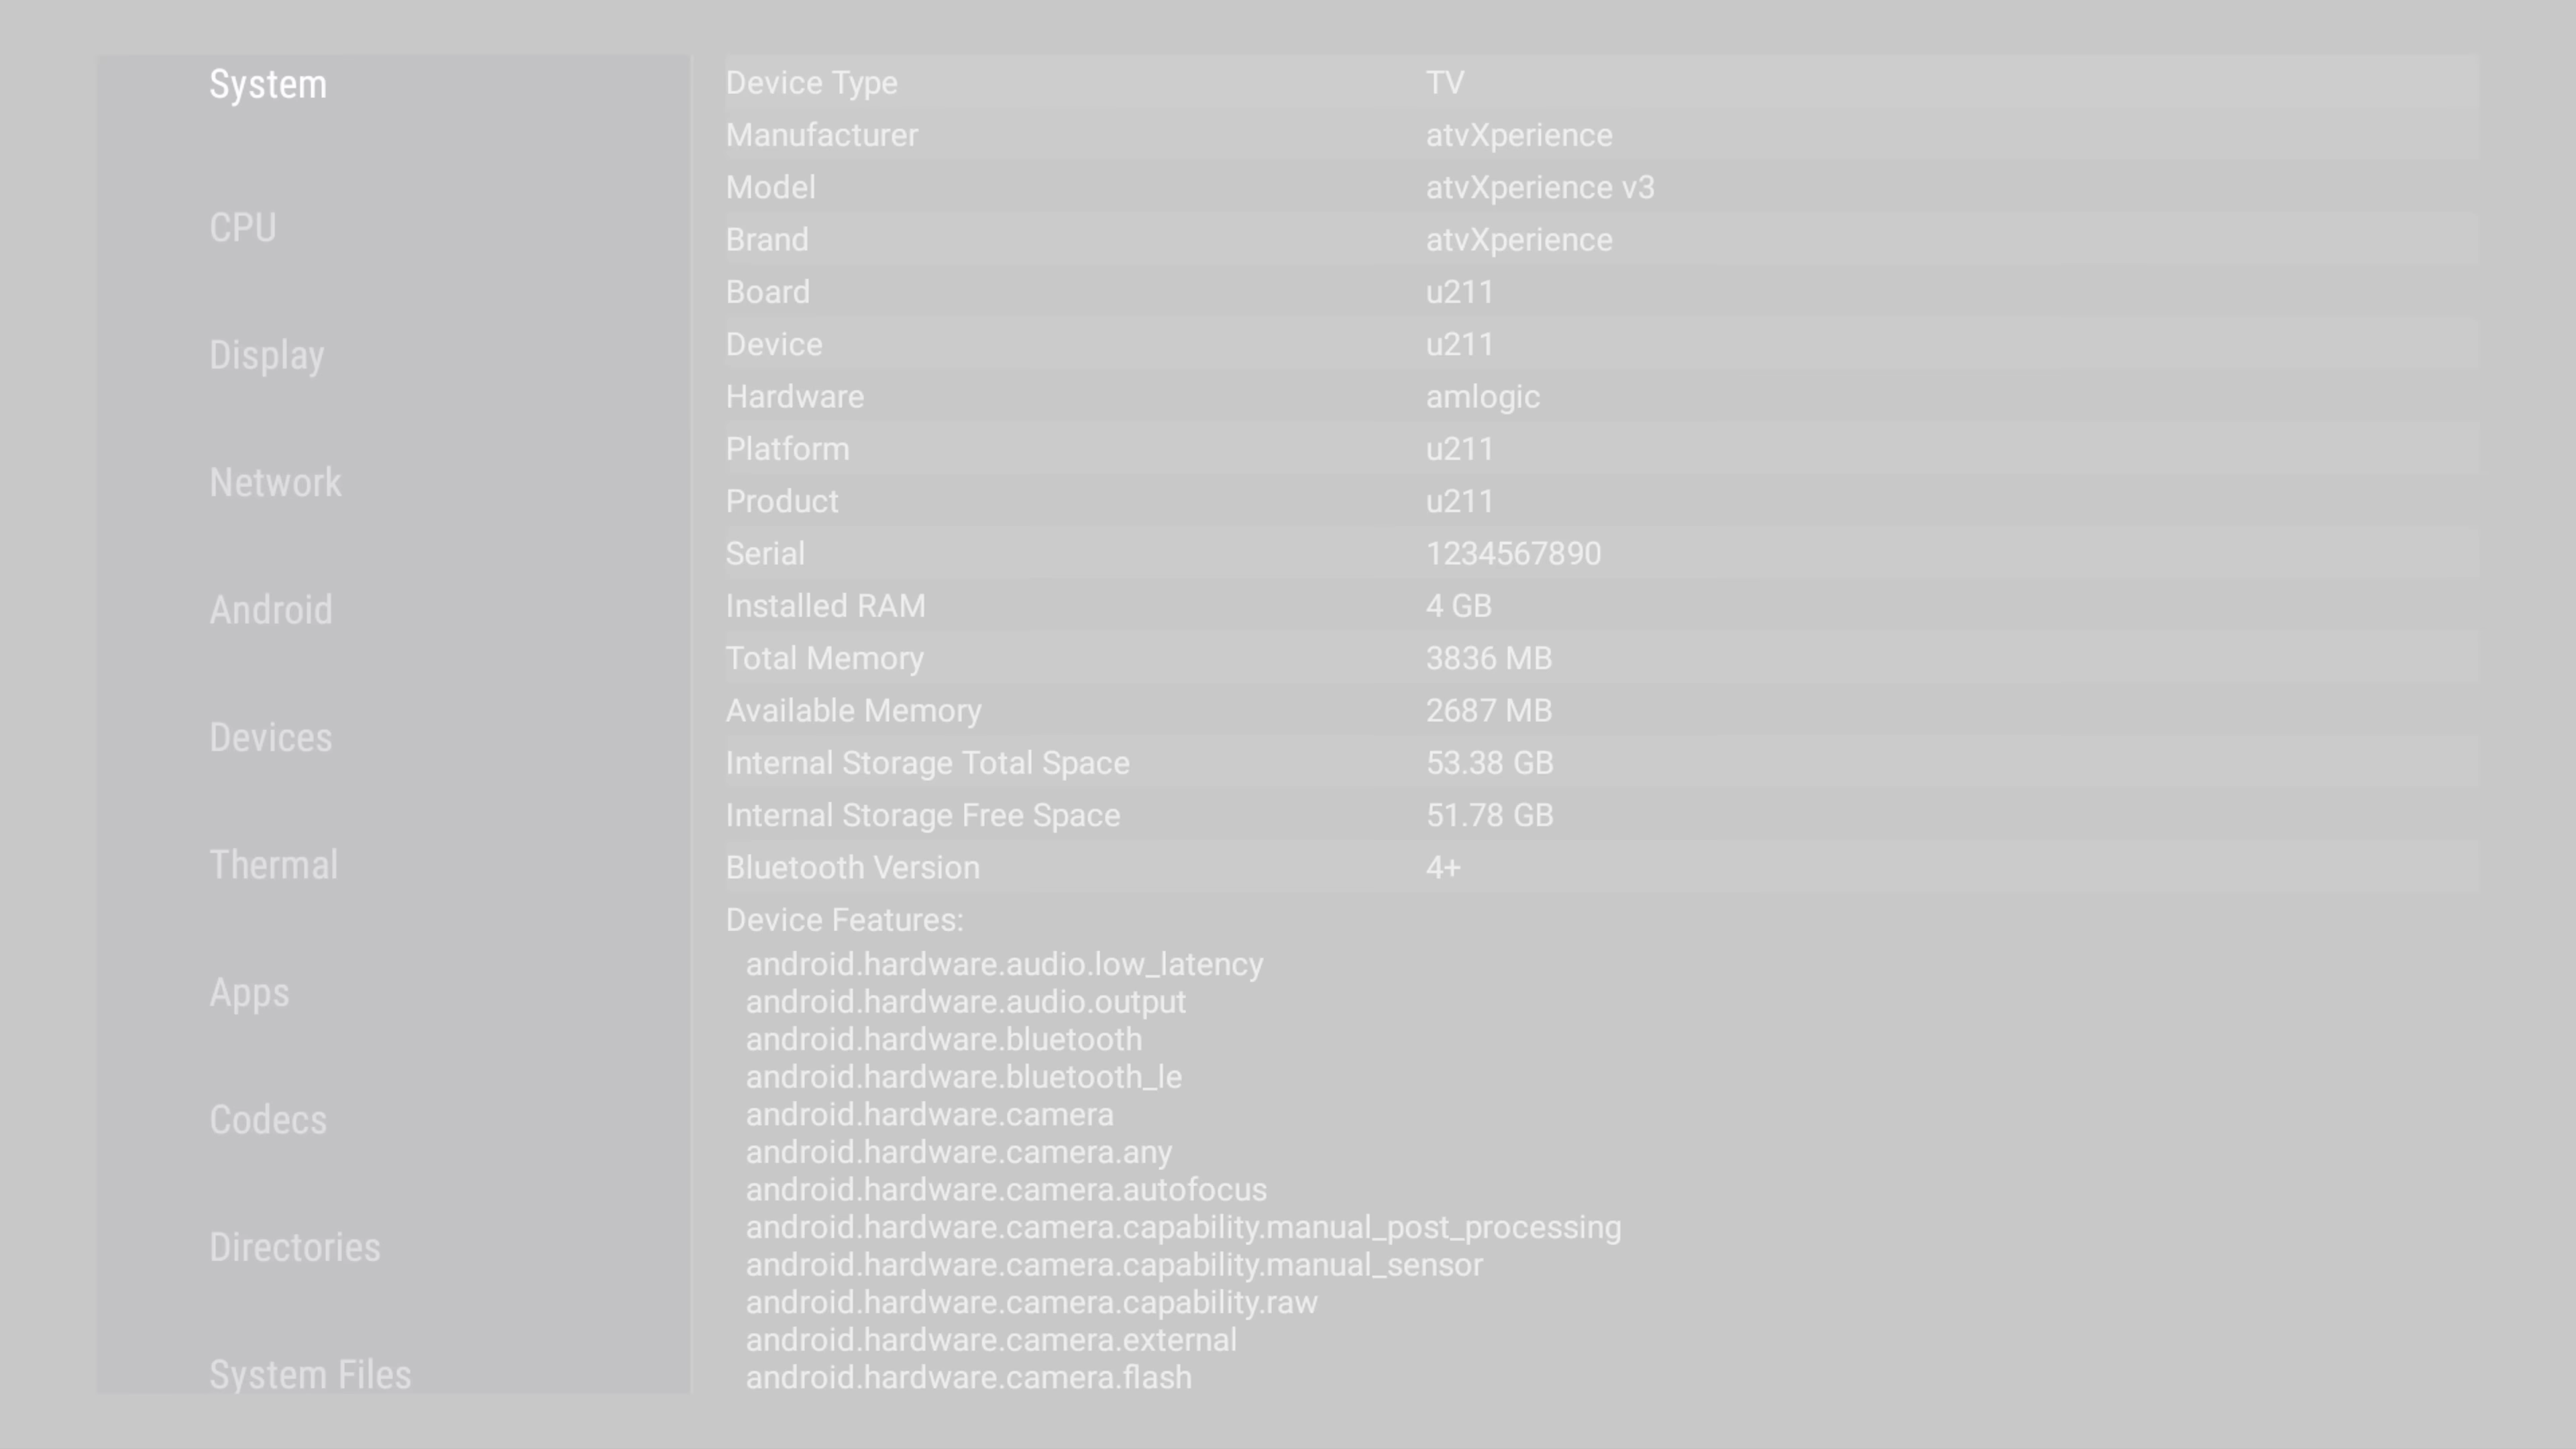 System
CPU
Display
Network
Android
Devices
Thermal
Apps
Codecs
Directories
System Files
Device Type TV
Manufacturer atvXperience
Model atvXperience v3
Brand atvXperience
Board u211
Device u211
Hardware amlogic
Platform u211
Product u211
Serial 1234567890
Installed RAM 4 GB
Total Memory 3836 MB
Available Memory 2687 MB
Internal Storage Total Space 53.38 GB
Internal Storage Free Space 51.78 GB
Bluetooth Version 4+
Device Features:
android.hardware.audio.low_latency
android.hardware.audio.output
android.hardware.bluetooth
android.hardware.bluetooth_le
android.hardware.camera
android.hardware.camera.any
android.hardware.camera.autofocus
android.hardware.camera.capability.manual_post_processing
android.hardware.camera.capability.manual_sensor
android.hardware.camera.capability.raw
android.hardware.camera.external
android.hardware.camera.flash